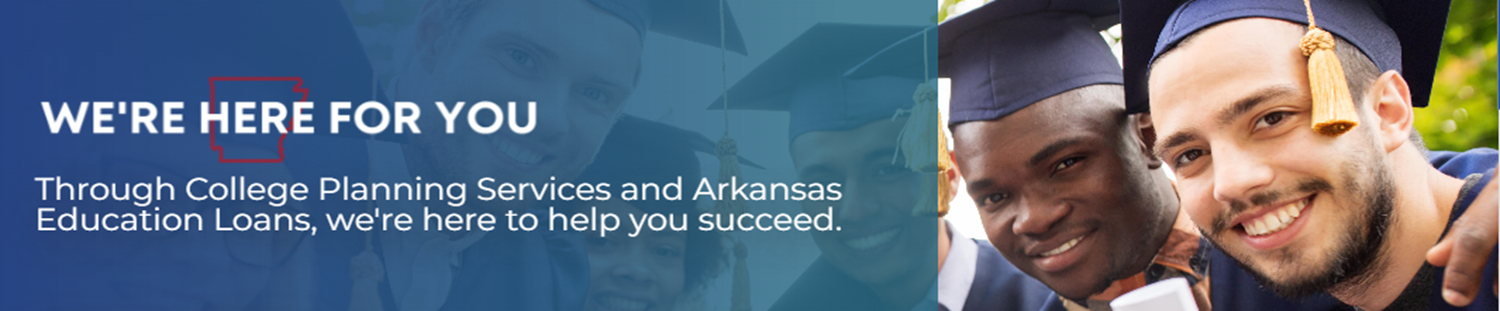 WE'RE HERE FOR YOU
Through College Planning Services and Arkansas
Education Loans, we're here to help you succeed.